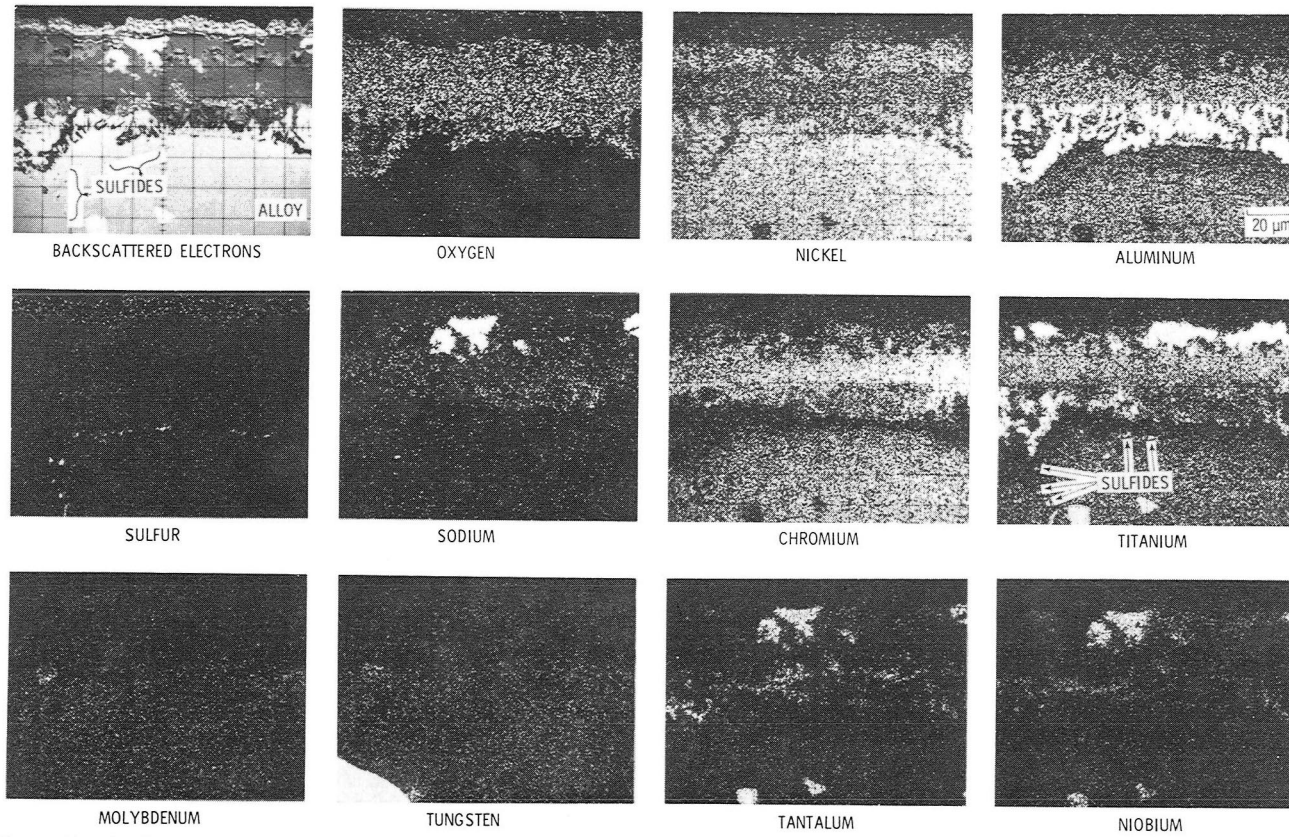 SULFIDES
ALLOY
20 μm
BACKSCATTERED ELECTRONS
OXYGEN
NICKEL
ALUMINUM
SULFIDES
SULFUR
SODIUM
CHROMIUM
TITANIUM
MOLYBDENUM
TUNGSTEN
TANTALUM
NIOBIUM